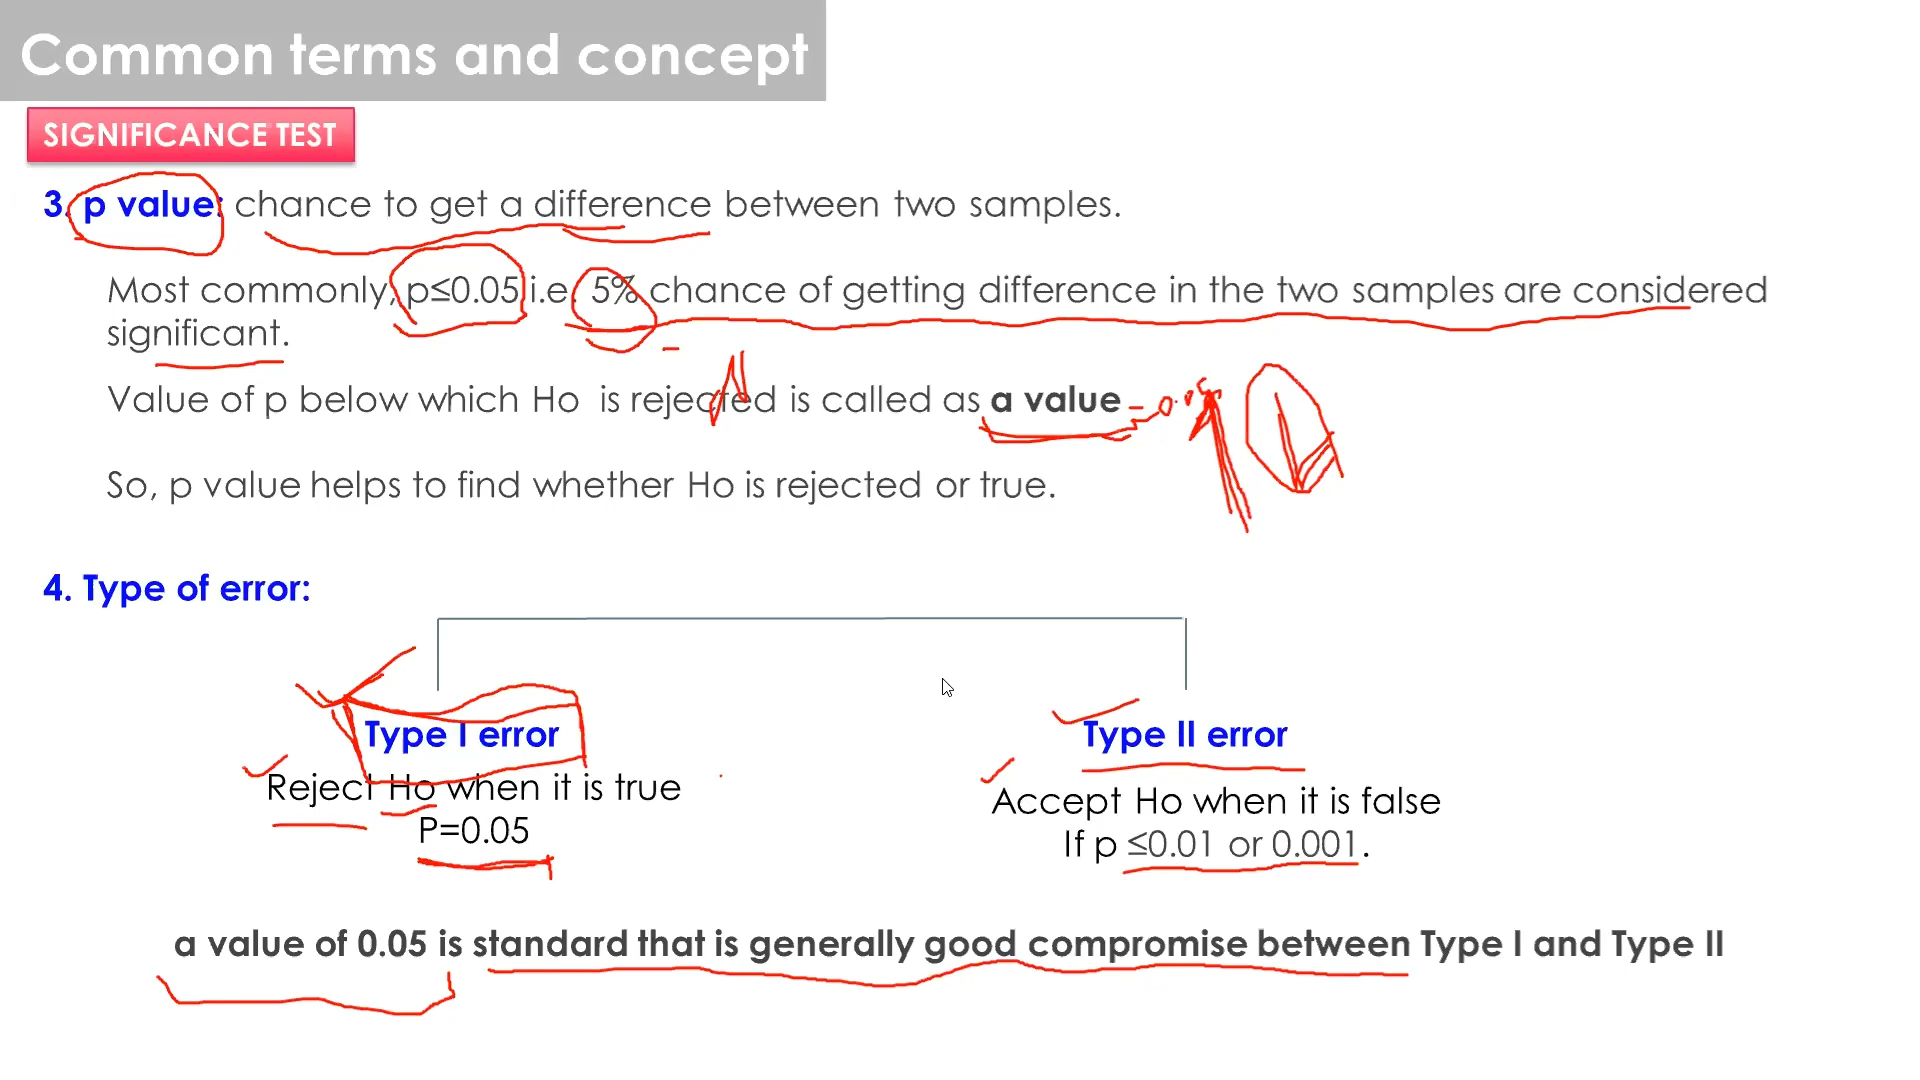 Common terms and concept
SIGNIFICANCE TEST
3. p value: chance to get a difference between two samples.
Most commonly, p≤0.05 i.e. 5% chance of getting difference in the two samples are considered
significant.
Value of p below which Ho is rejected is called as a value - 0.05
So, p value helps to find whether Ho is rejected or true.
4. Type of error:
Type I error
Reject Ho when it is true
P=0.05
Type II error
Accept Ho when it is false
If p ≤0.01 or 0.001.
a value of 0.05 is standard that is generally good compromise between Type I and Type II